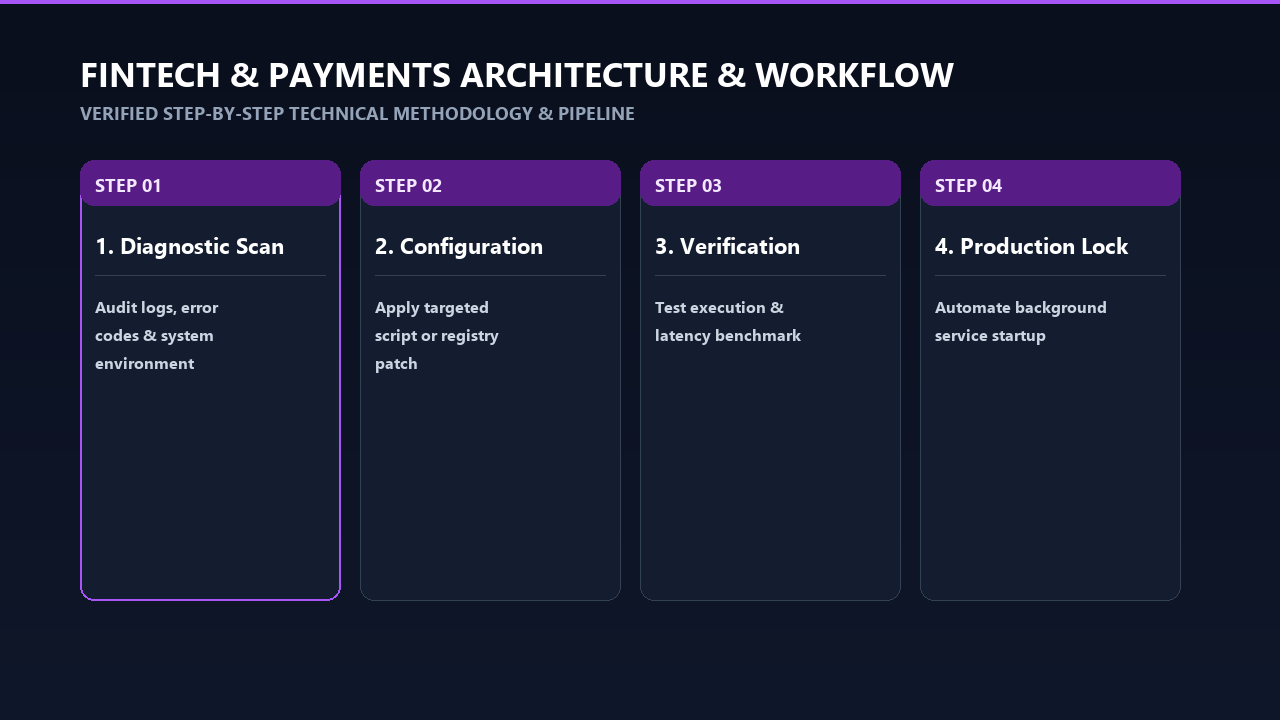 FINTECH & PAYMENTS ARCHITECTURE & WORKFLOW
VERIFIED STEP-BY-STEP TECHNICAL METHODOLOGY & PIPELINE
STEP 01
1. Diagnostic Scan
Audit logs, error
codes & system
environment
STEP 02
2. Configuration
Apply targeted
script or registry
patch
STEP 03
3. Verification
Test execution &
latency benchmark
STEP 04
4. Production Lock
Automate background
service startup